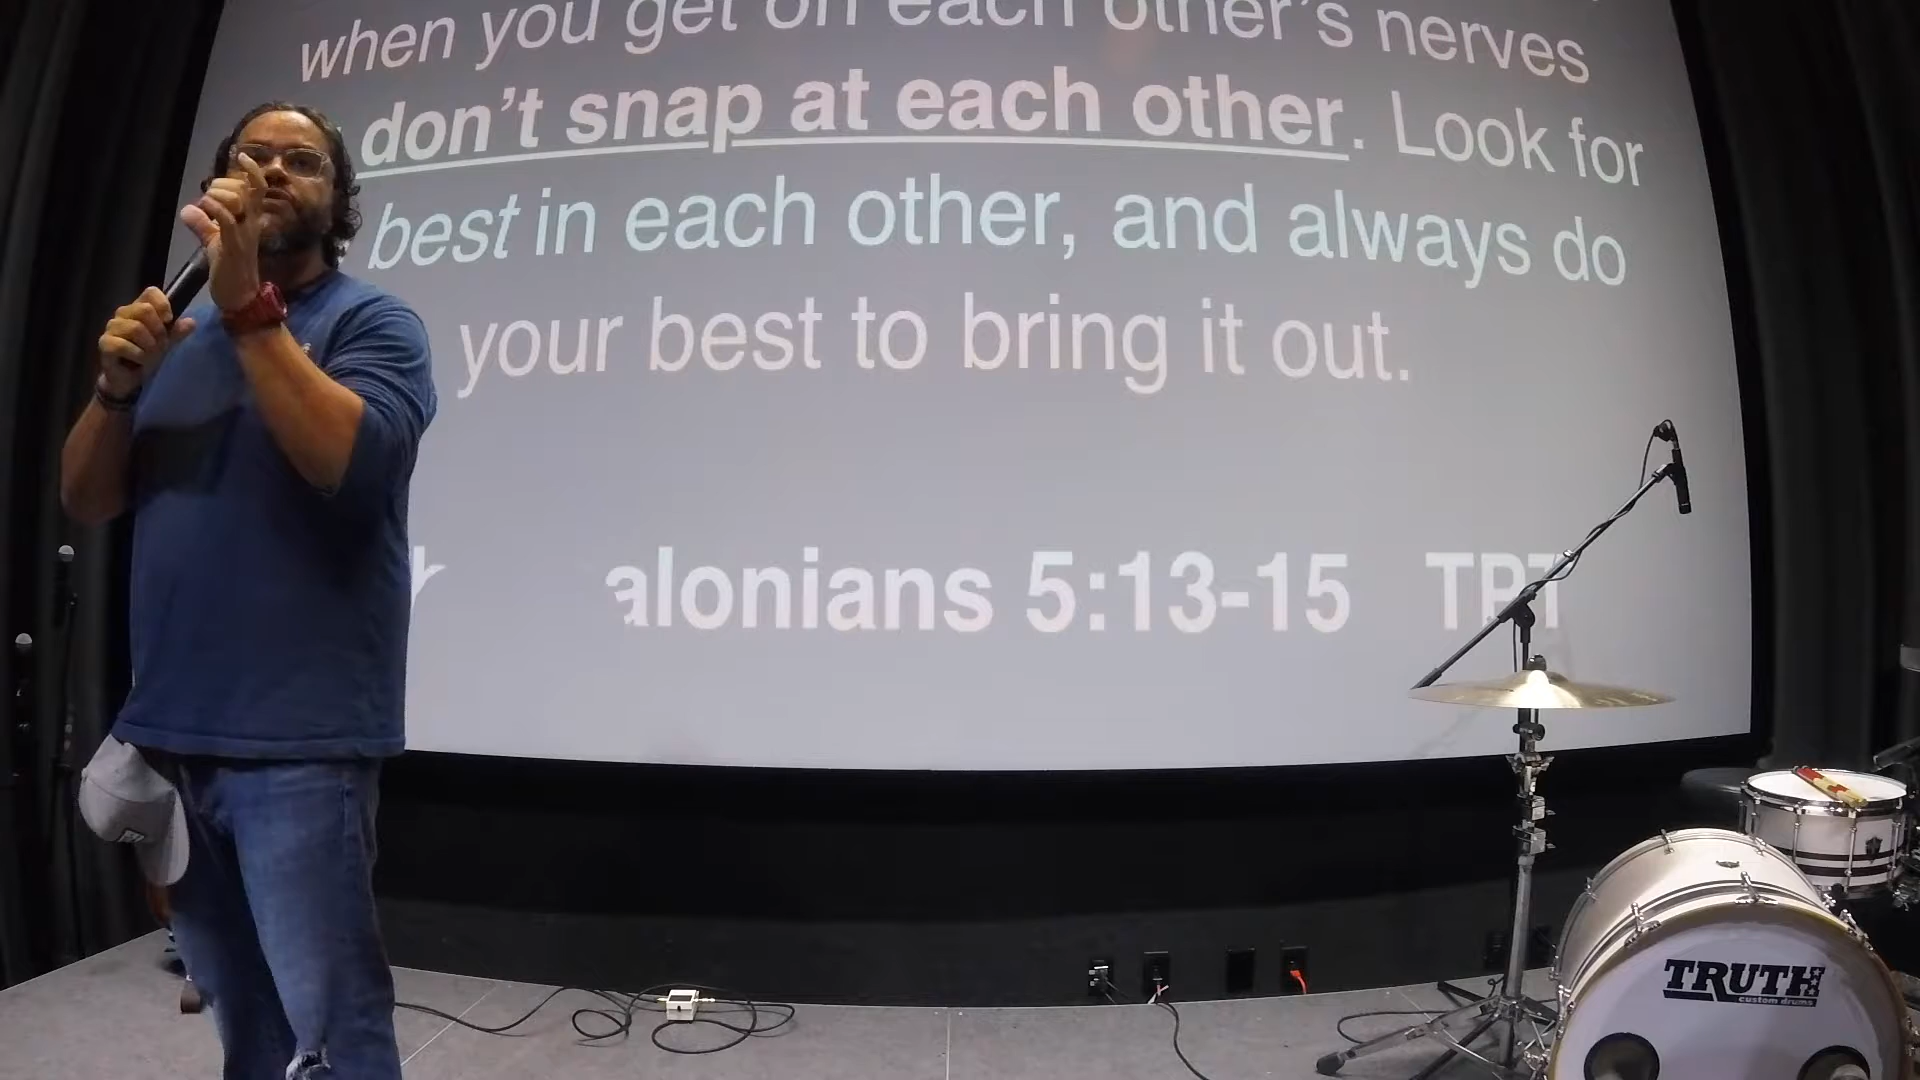 when you get on each other's nerves
don't snap at each other. Look for
best in each other, and always do
your best to bring it out.
alonians 5:13-15 TPT
TRUTH
custom drums